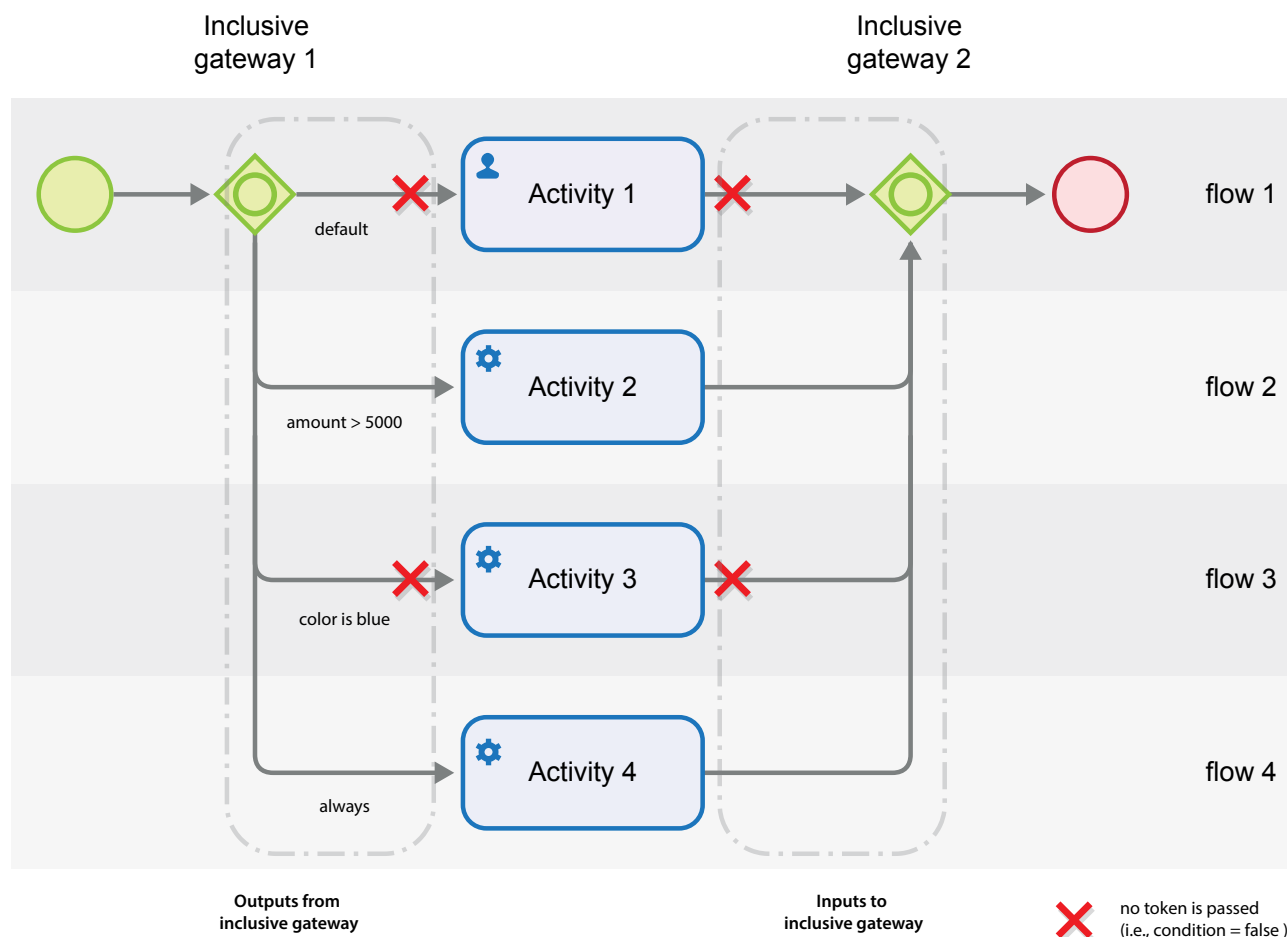 Inclusive
gateway 1
Inclusive
gateway 2
Activity 1
flow 1
default
Activity 2
flow 2
amount > 5000
Activity 3
flow 3
color is blue
Activity 4
flow 4
always
Outputs from
inclusive gateway
Inputs to
inclusive gateway
no token is passed
(i.e., condition = false )